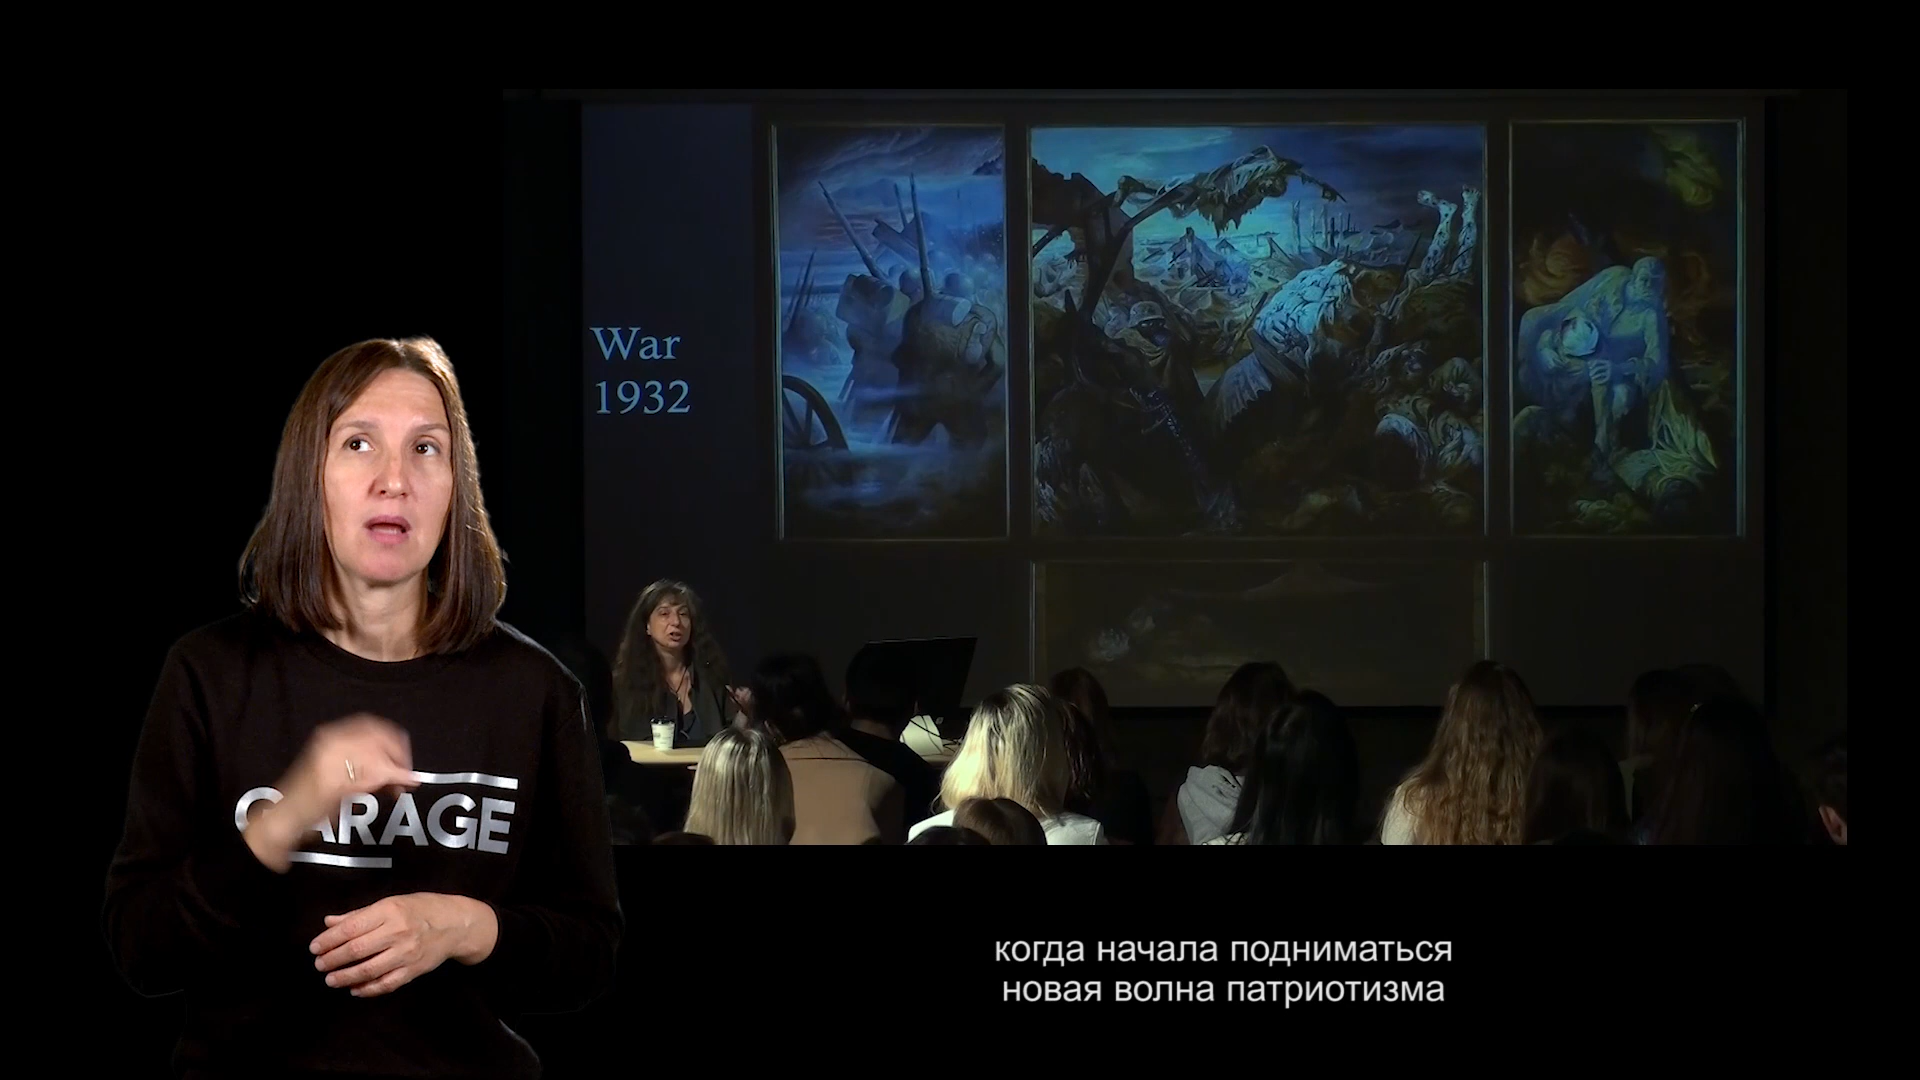 War
1932
GARAGE
когда начала подниматься
новая волна патриотизма